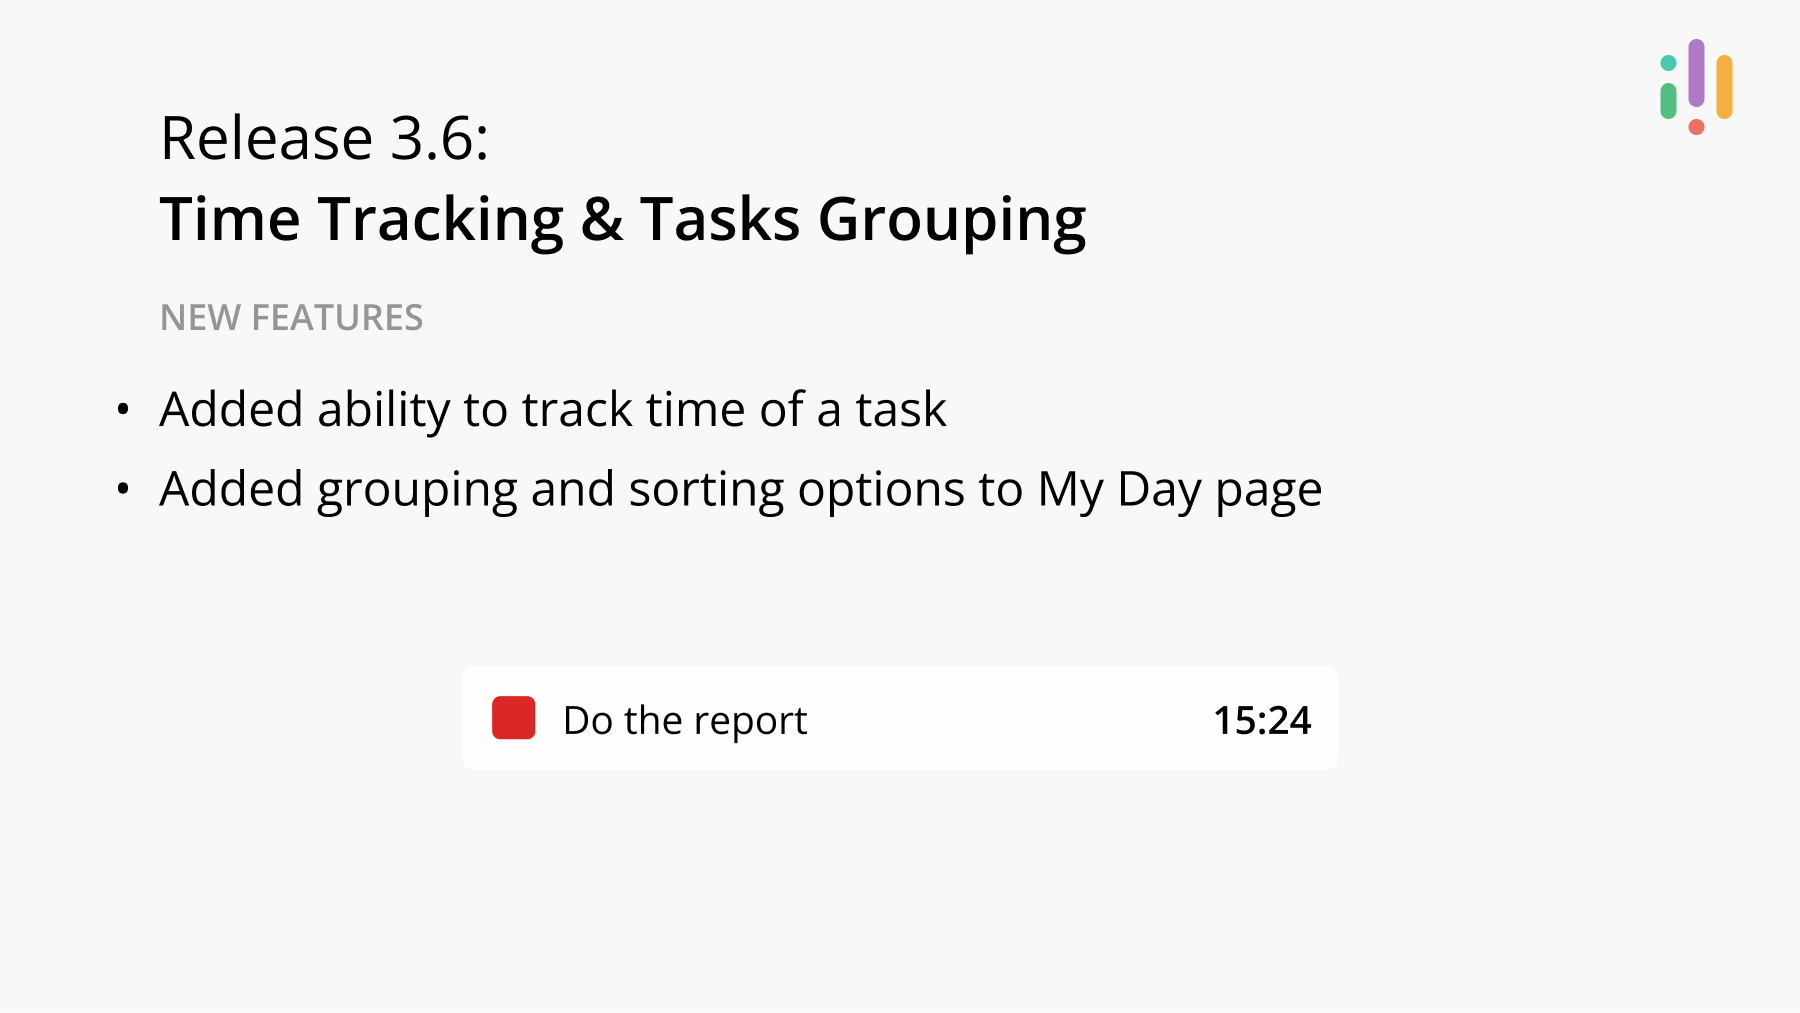 Release 3.6:
Time Tracking & Tasks Grouping
NEW FEATURES
• Added ability to track time of a task
• Added grouping and sorting options to My Day page
Do the report 15:24